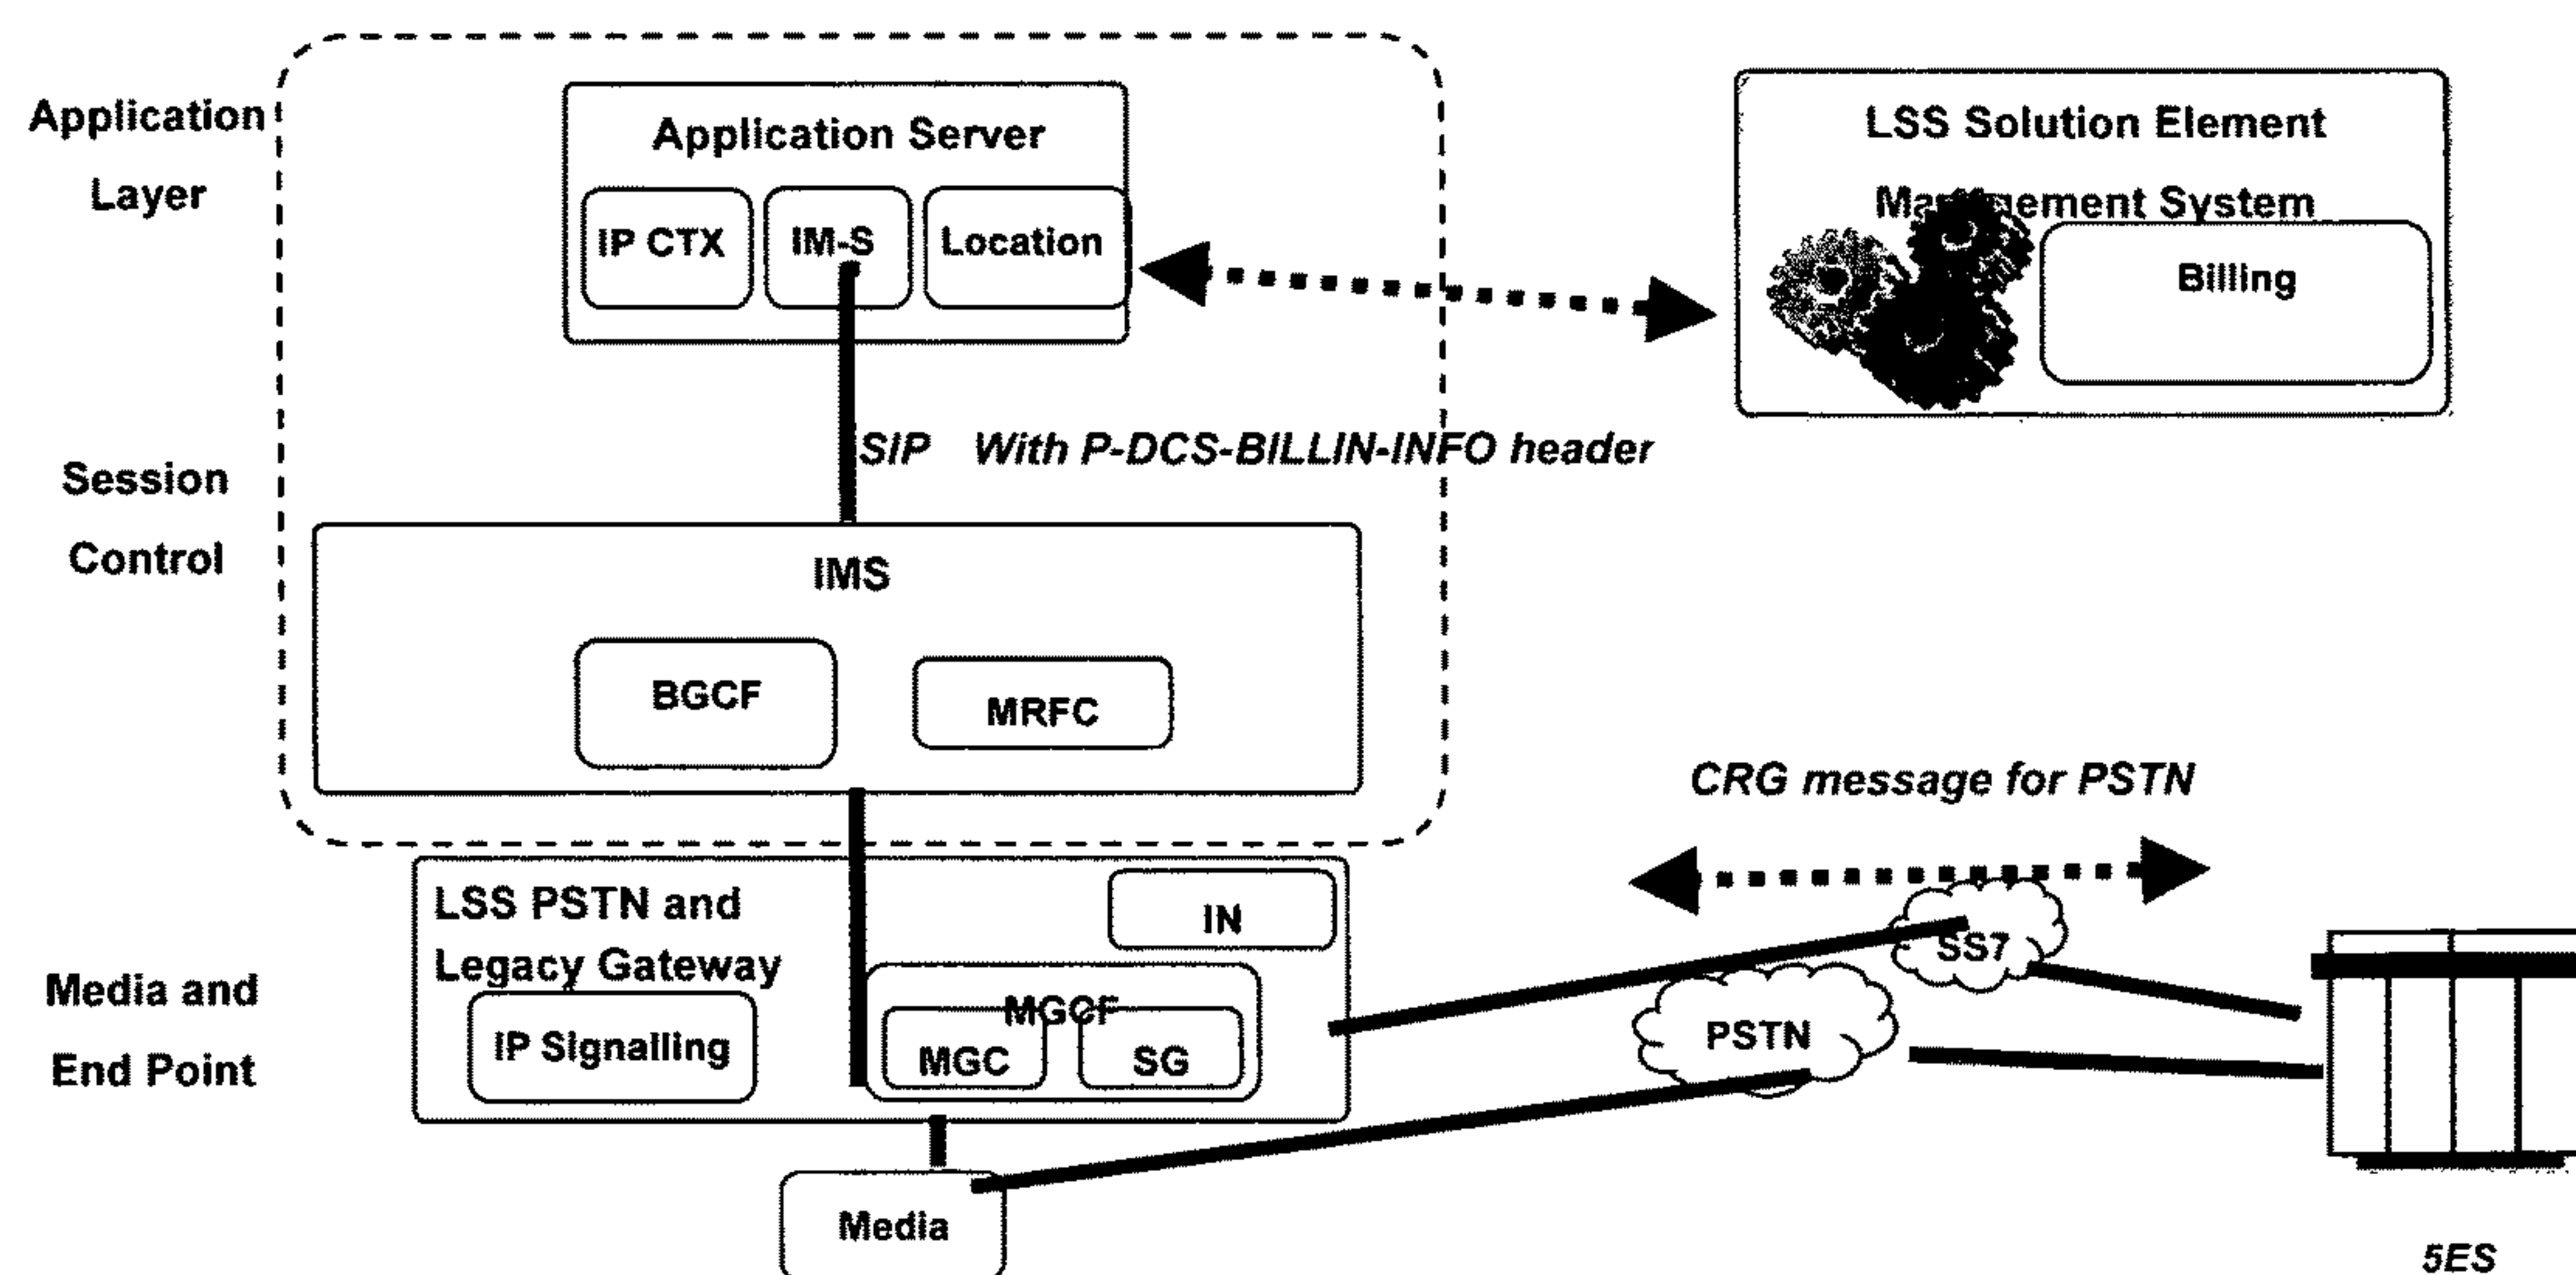 Application
Layer
Application Server
IP CTX
IM-S
Location
LSS Solution Element
Management System
Billing
SIP With P-DCS-BILLIN-INFO header
Session
Control
IMS
BGCF
MRFC
CRG message for PSTN
LSS PSTN and
Legacy Gateway
IN
SS7
Media and
End Point
IP Signalling
MGCF
MGC
SG
PSTN
Media
5ES